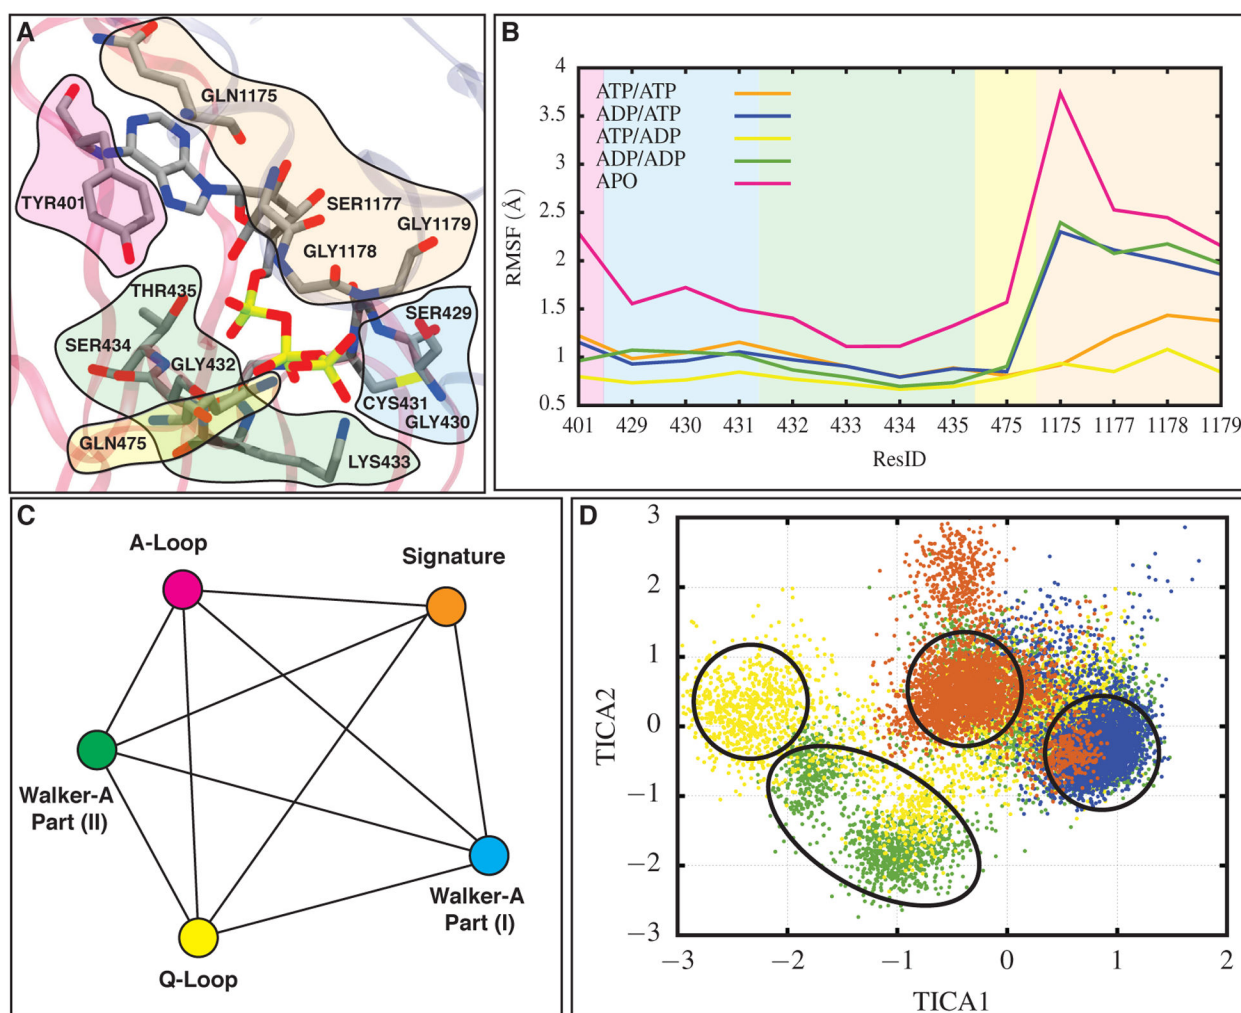 A
GLN1175
TYR401
SER1177
GLY1179
GLY1178
THR435
SER429
SER434
GLY432
CYS431
GLY430
GLN475
LYS433
B
4
3.5
3
2.5
2
1.5
1
0.5
RMSF (Å)
ATP/ATP
ADP/ATP
ATP/ADP
ADP/ADP
APO
401 429 430 431 432 433 434 435 475 1175 1177 1178 1179
ResID
C
A-Loop
Signature
Walker-A
Part (II)
Walker-A
Part (I)
Q-Loop
D
3
2
1
0
−1
−2
−3
TICA2
−3 −2 −1 0 1 2
TICA1